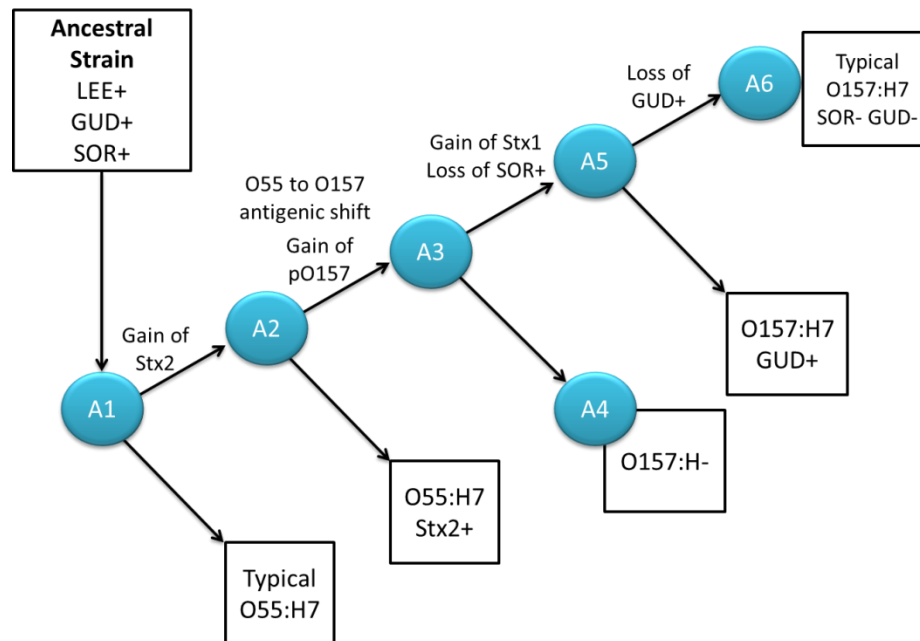 Ancestral
Strain
LEE+
GUD+
SOR+
Loss of
GUD+
A6
Typical
O157:H7
SOR- GUD-
Gain of Stx1
Loss of SOR+
A5
O55 to O157
antigenic shift
Gain of
pO157
A3
Gain of
Stx2
A2
O157:H7
GUD+
A1
A4
O157:H-
O55:H7
Stx2+
Typical
O55:H7